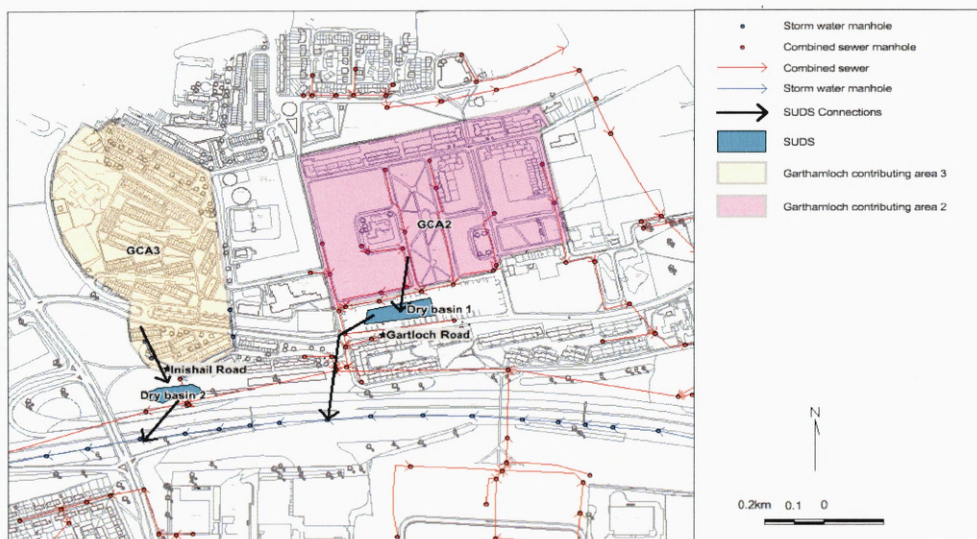 Storm water manhole
Combined sewer manhole
Combined sewer
Storm water manhole
SUDS Connections
SUDS
Garthamloch contributing area 3
Garthamloch contributing area 2
GCA2
GCA3
Dry basin 1
Gartloch Road
Inishail Road
Dry basin 2
N
0.2km 0.1 0